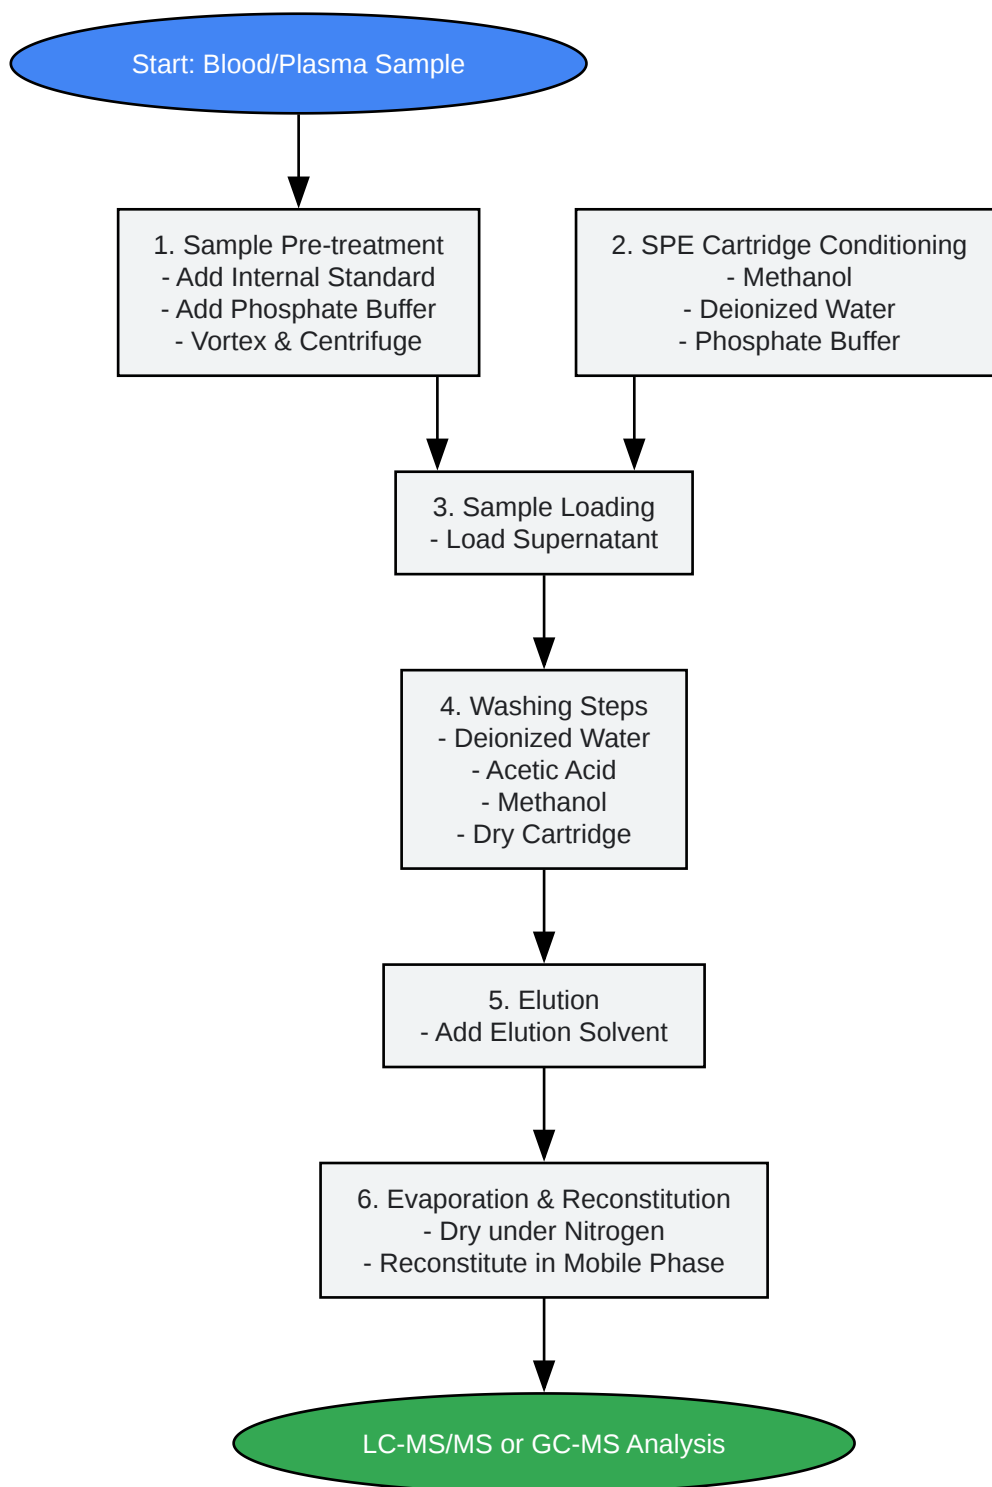 Start: Blood/Plasma Sample
1. Sample Pre-treatment
- Add Internal Standard
- Add Phosphate Buffer
- Vortex & Centrifuge
2. SPE Cartridge Conditioning
- Methanol
- Deionized Water
- Phosphate Buffer
3. Sample Loading
- Load Supernatant
4. Washing Steps
- Deionized Water
- Acetic Acid
- Methanol
- Dry Cartridge
5. Elution
- Add Elution Solvent
6. Evaporation & Reconstitution
- Dry under Nitrogen
- Reconstitute in Mobile Phase
LC-MS/MS or GC-MS Analysis